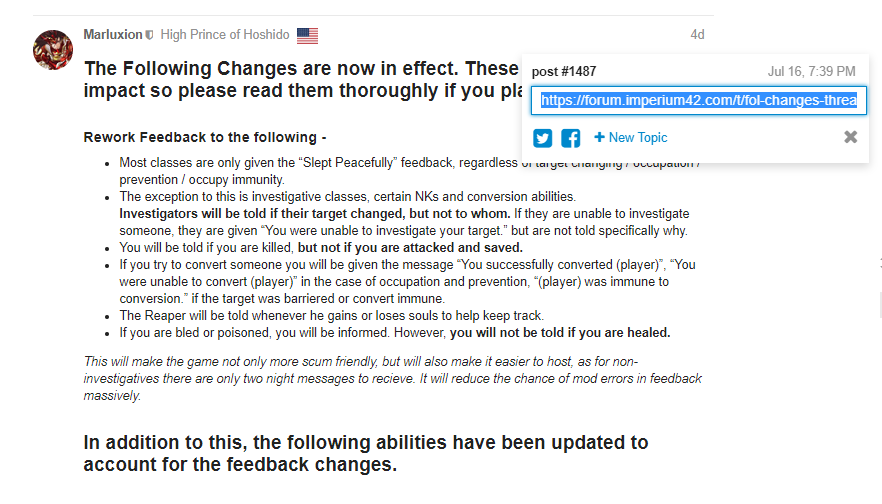 Marluxion High Prince of Hoshido 4d
The Following Changes are now in effect. These
impact so please read them thoroughly if you
post #1487 Jul 16, 7:39 PM
https://forum.imperium42.com/t/fol-changes-threa
+ New Topic
Rework Feedback to the following -
• Most classes are only given the “Slept Peacefully” feedback, regardless of target changing / occupation /
prevention / occupy immunity.
• The exception to this is investigative classes, certain NKs and conversion abilities.
Investigators will be told if their target changed, but not to whom. If they are unable to investigate
someone, they are given “You were unable to investigate your target.” but are not told specifically why.
• You will be told if you are killed, but not if you are attacked and saved.
• If you try to convert someone you will be given the message “You successfully converted (player)”, “You
were unable to convert (player)” in the case of occupation and prevention, “(player) was immune to
conversion.” if the target was barriered or convert immune.
• The Reaper will be told whenever he gains or loses souls to help keep track.
• If you are bled or poisoned, you will be informed. However, you will not be told if you are healed.
This will make the game not only more scum friendly, but will also make it easier to host, as for non-
investigatives there are only two night messages to recieve. It will reduce the chance of mod errors in feedback
massively.
In addition to this, the following abilities have been updated to
account for the feedback changes.